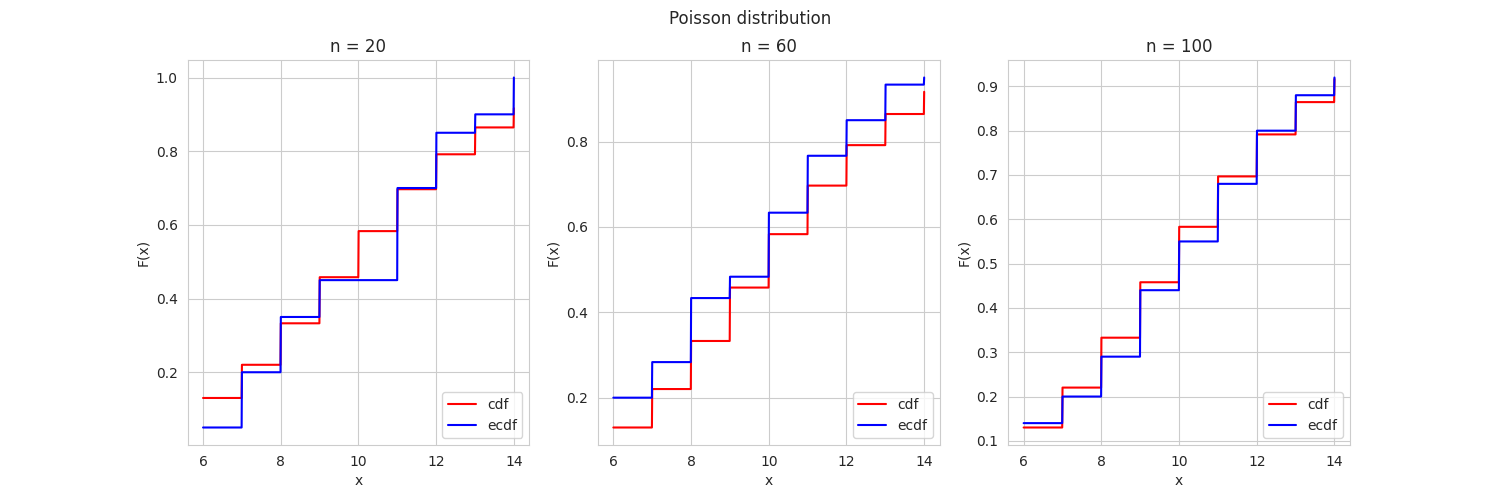 Poisson distribution
n = 20
1.0
0.8
0.6
0.4
0.2
F(x)
6 8 10 12 14
x
cdf
ecdf
n = 60
0.8
0.6
0.4
0.2
F(x)
6 8 10 12 14
x
cdf
ecdf
n = 100
0.9
0.8
0.7
0.6
0.5
0.4
0.3
0.2
0.1
F(x)
6 8 10 12 14
x
cdf
ecdf